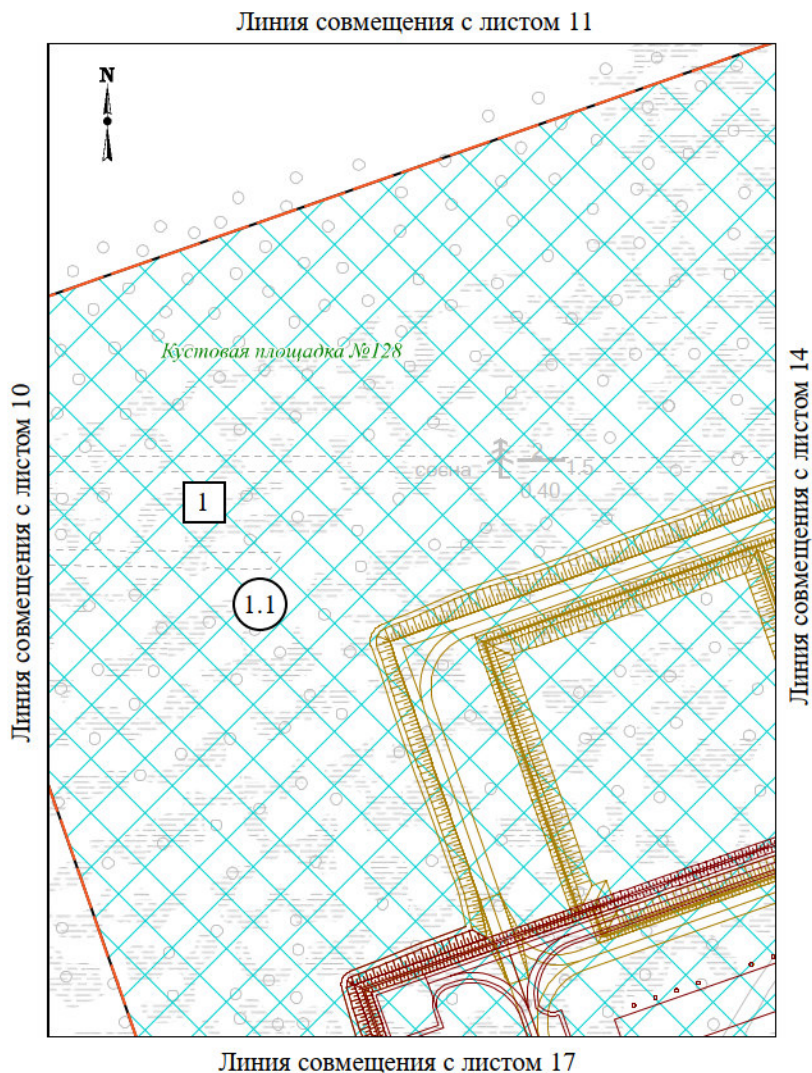 Линия совмещения с листом 11
N
Кустовая площадка №128
Линия совмещения с листом 10
Линия совмещения с листом 14
сосна
2
1.5
0.40
1
1.1
Линия совмещения с листом 17